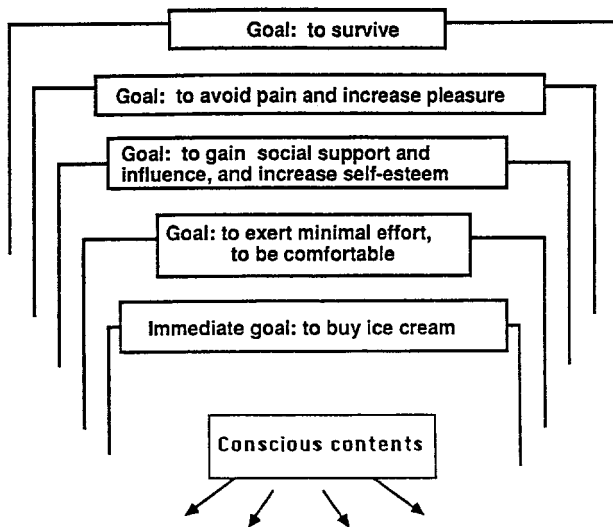 Goal: to survive
Goal: to avoid pain and increase pleasure
Goal: to gain social support and
influence, and increase self-esteem
Goal: to exert minimal effort,
to be comfortable
Immediate goal: to buy ice cream
Conscious contents